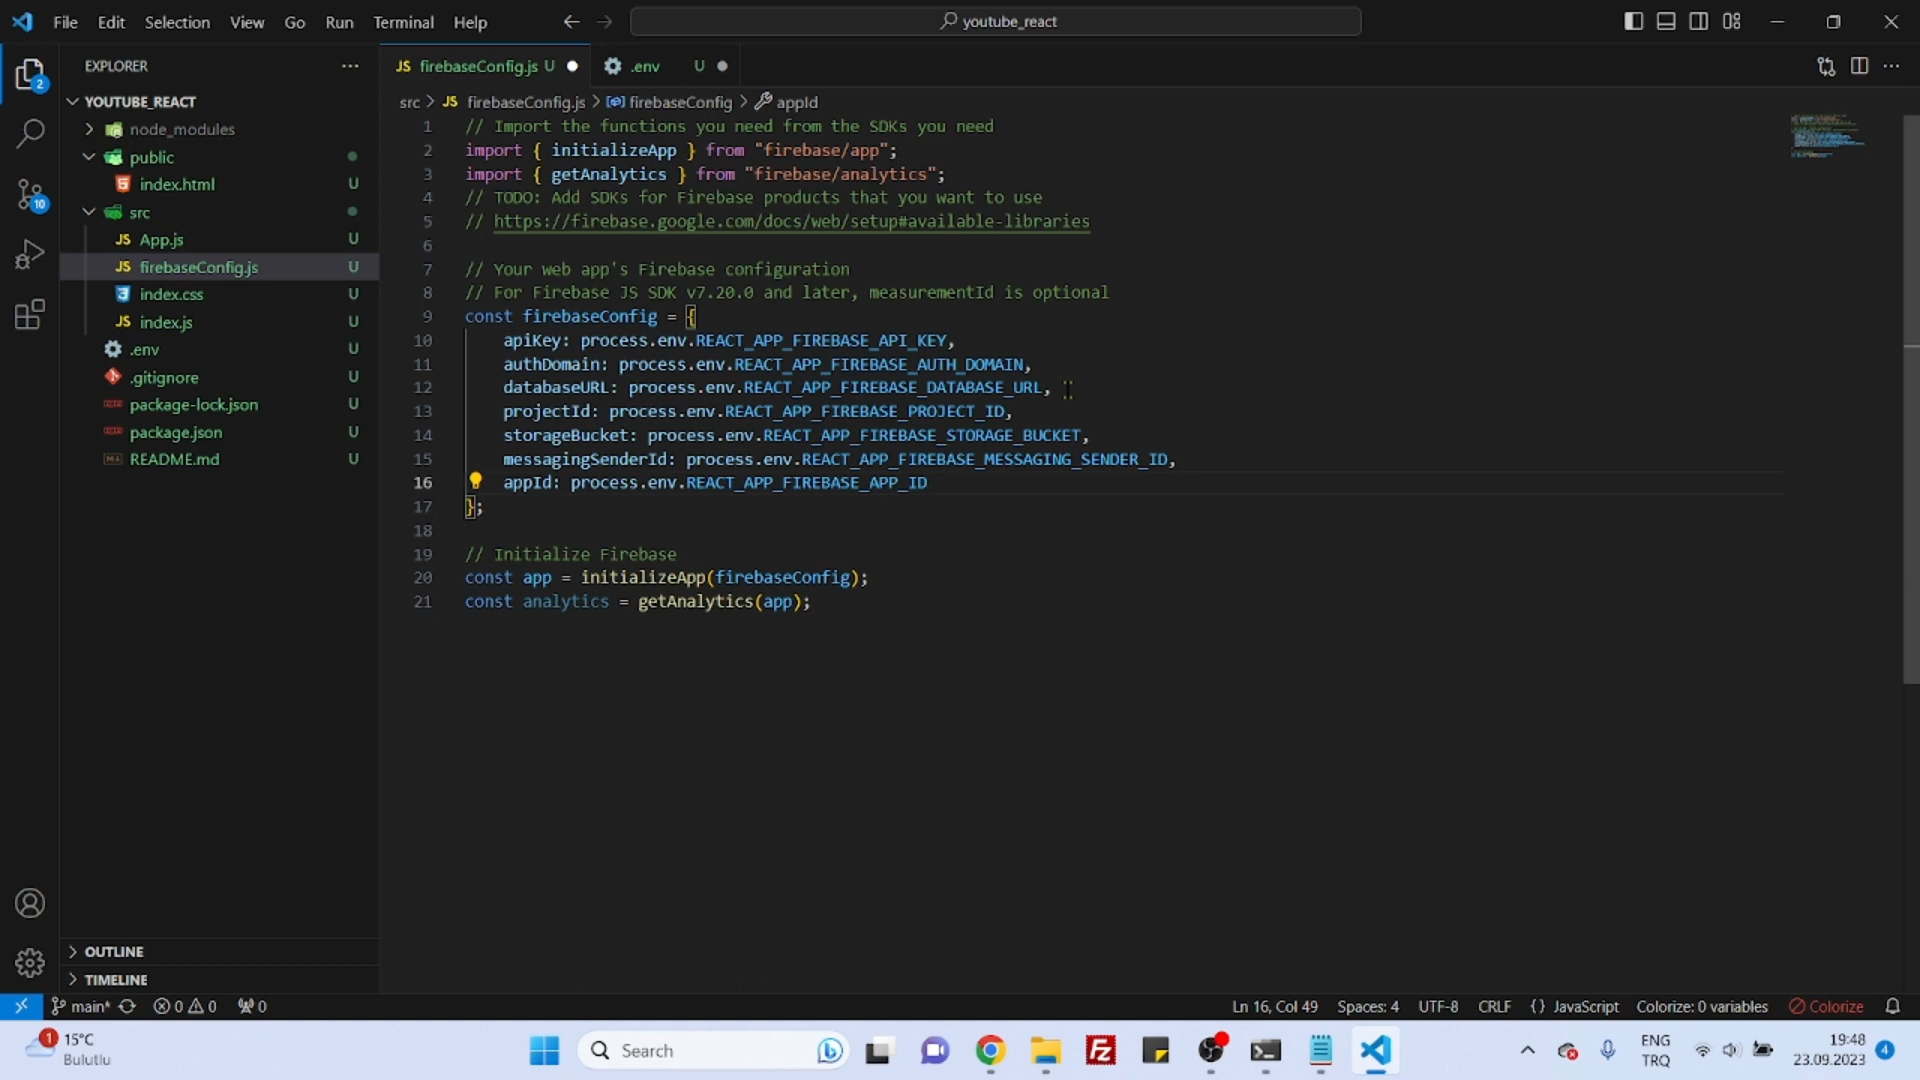 File Edit Selection View Go Run Terminal Help
youtube_react
EXPLORER
YOUTUBE_REACT
node_modules
public
index.html U
src
JS App.js U
JS firebaseConfig.js U
index.css U
JS index.js U
.env U
.gitignore U
package-lock.json U
package.json U
README.md U
OUTLINE
TIMELINE
2
10
JS firebaseConfig.js U
.env U
src > JS firebaseConfig.js > firebaseConfig > appId
1 // Import the functions you need from the SDKs you need
2 import { initializeApp } from "firebase/app";
3 import { getAnalytics } from "firebase/analytics";
4 // TODO: Add SDKs for Firebase products that you want to use
5 // https://firebase.google.com/docs/web/setup#available-libraries
6
7 // Your web app's Firebase configuration
8 // For Firebase JS SDK v7.20.0 and later, measurementId is optional
9 const firebaseConfig = {
10 apiKey: process.env.REACT_APP_FIREBASE_API_KEY,
11 authDomain: process.env.REACT_APP_FIREBASE_AUTH_DOMAIN,
12 databaseURL: process.env.REACT_APP_FIREBASE_DATABASE_URL,
13 projectId: process.env.REACT_APP_FIREBASE_PROJECT_ID,
14 storageBucket: process.env.REACT_APP_FIREBASE_STORAGE_BUCKET,
15 messagingSenderId: process.env.REACT_APP_FIREBASE_MESSAGING_SENDER_ID,
16 appId: process.env.REACT_APP_FIREBASE_APP_ID
17 };
18
19 // Initialize Firebase
20 const app = initializeApp(firebaseConfig);
21 const analytics = getAnalytics(app);
main* 0 0 0 Ln 16, Col 49 Spaces: 4 UTF-8 CRLF {} JavaScript Colorize: 0 variables Colorize
1 15°C
Bulutlu
Search
FZ
ENG
TRQ
19:48
23.09.2023
4